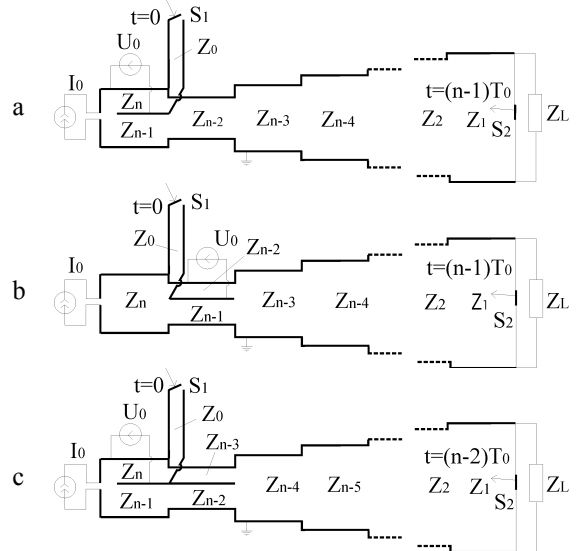 t=0 S1
U0 Z0
I0 Zn
a Zn-1 Zn-2 Zn-3 Zn-4 Z2 Z1 t=(n-1)T0 S2 ZL
t=0 S1
Z0 U0 Zn-2
I0
b Zn Zn-1 Zn-3 Zn-4 Z2 Z1 t=(n-1)T0 S2 ZL
t=0 S1
U0 Z0
I0 Zn Zn-3
c Zn-1 Zn-2 Zn-4 Zn-5 Z2 Z1 t=(n-2)T0 S2 ZL